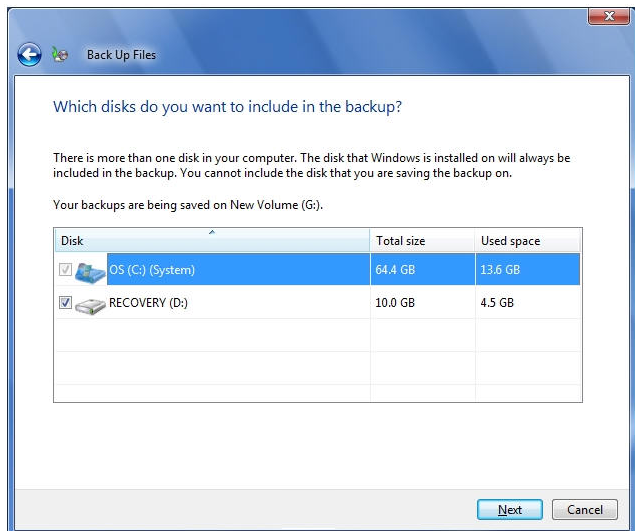 Back Up Files
Which disks do you want to include in the backup?
There is more than one disk in your computer. The disk that Windows is installed on will always be
included in the backup. You cannot include the disk that you are saving the backup on.
Your backups are being saved on New Volume (G:).
Disk Total size Used space
OS (C:) (System) 64.4 GB 13.6 GB
RECOVERY (D:) 10.0 GB 4.5 GB
Next Cancel